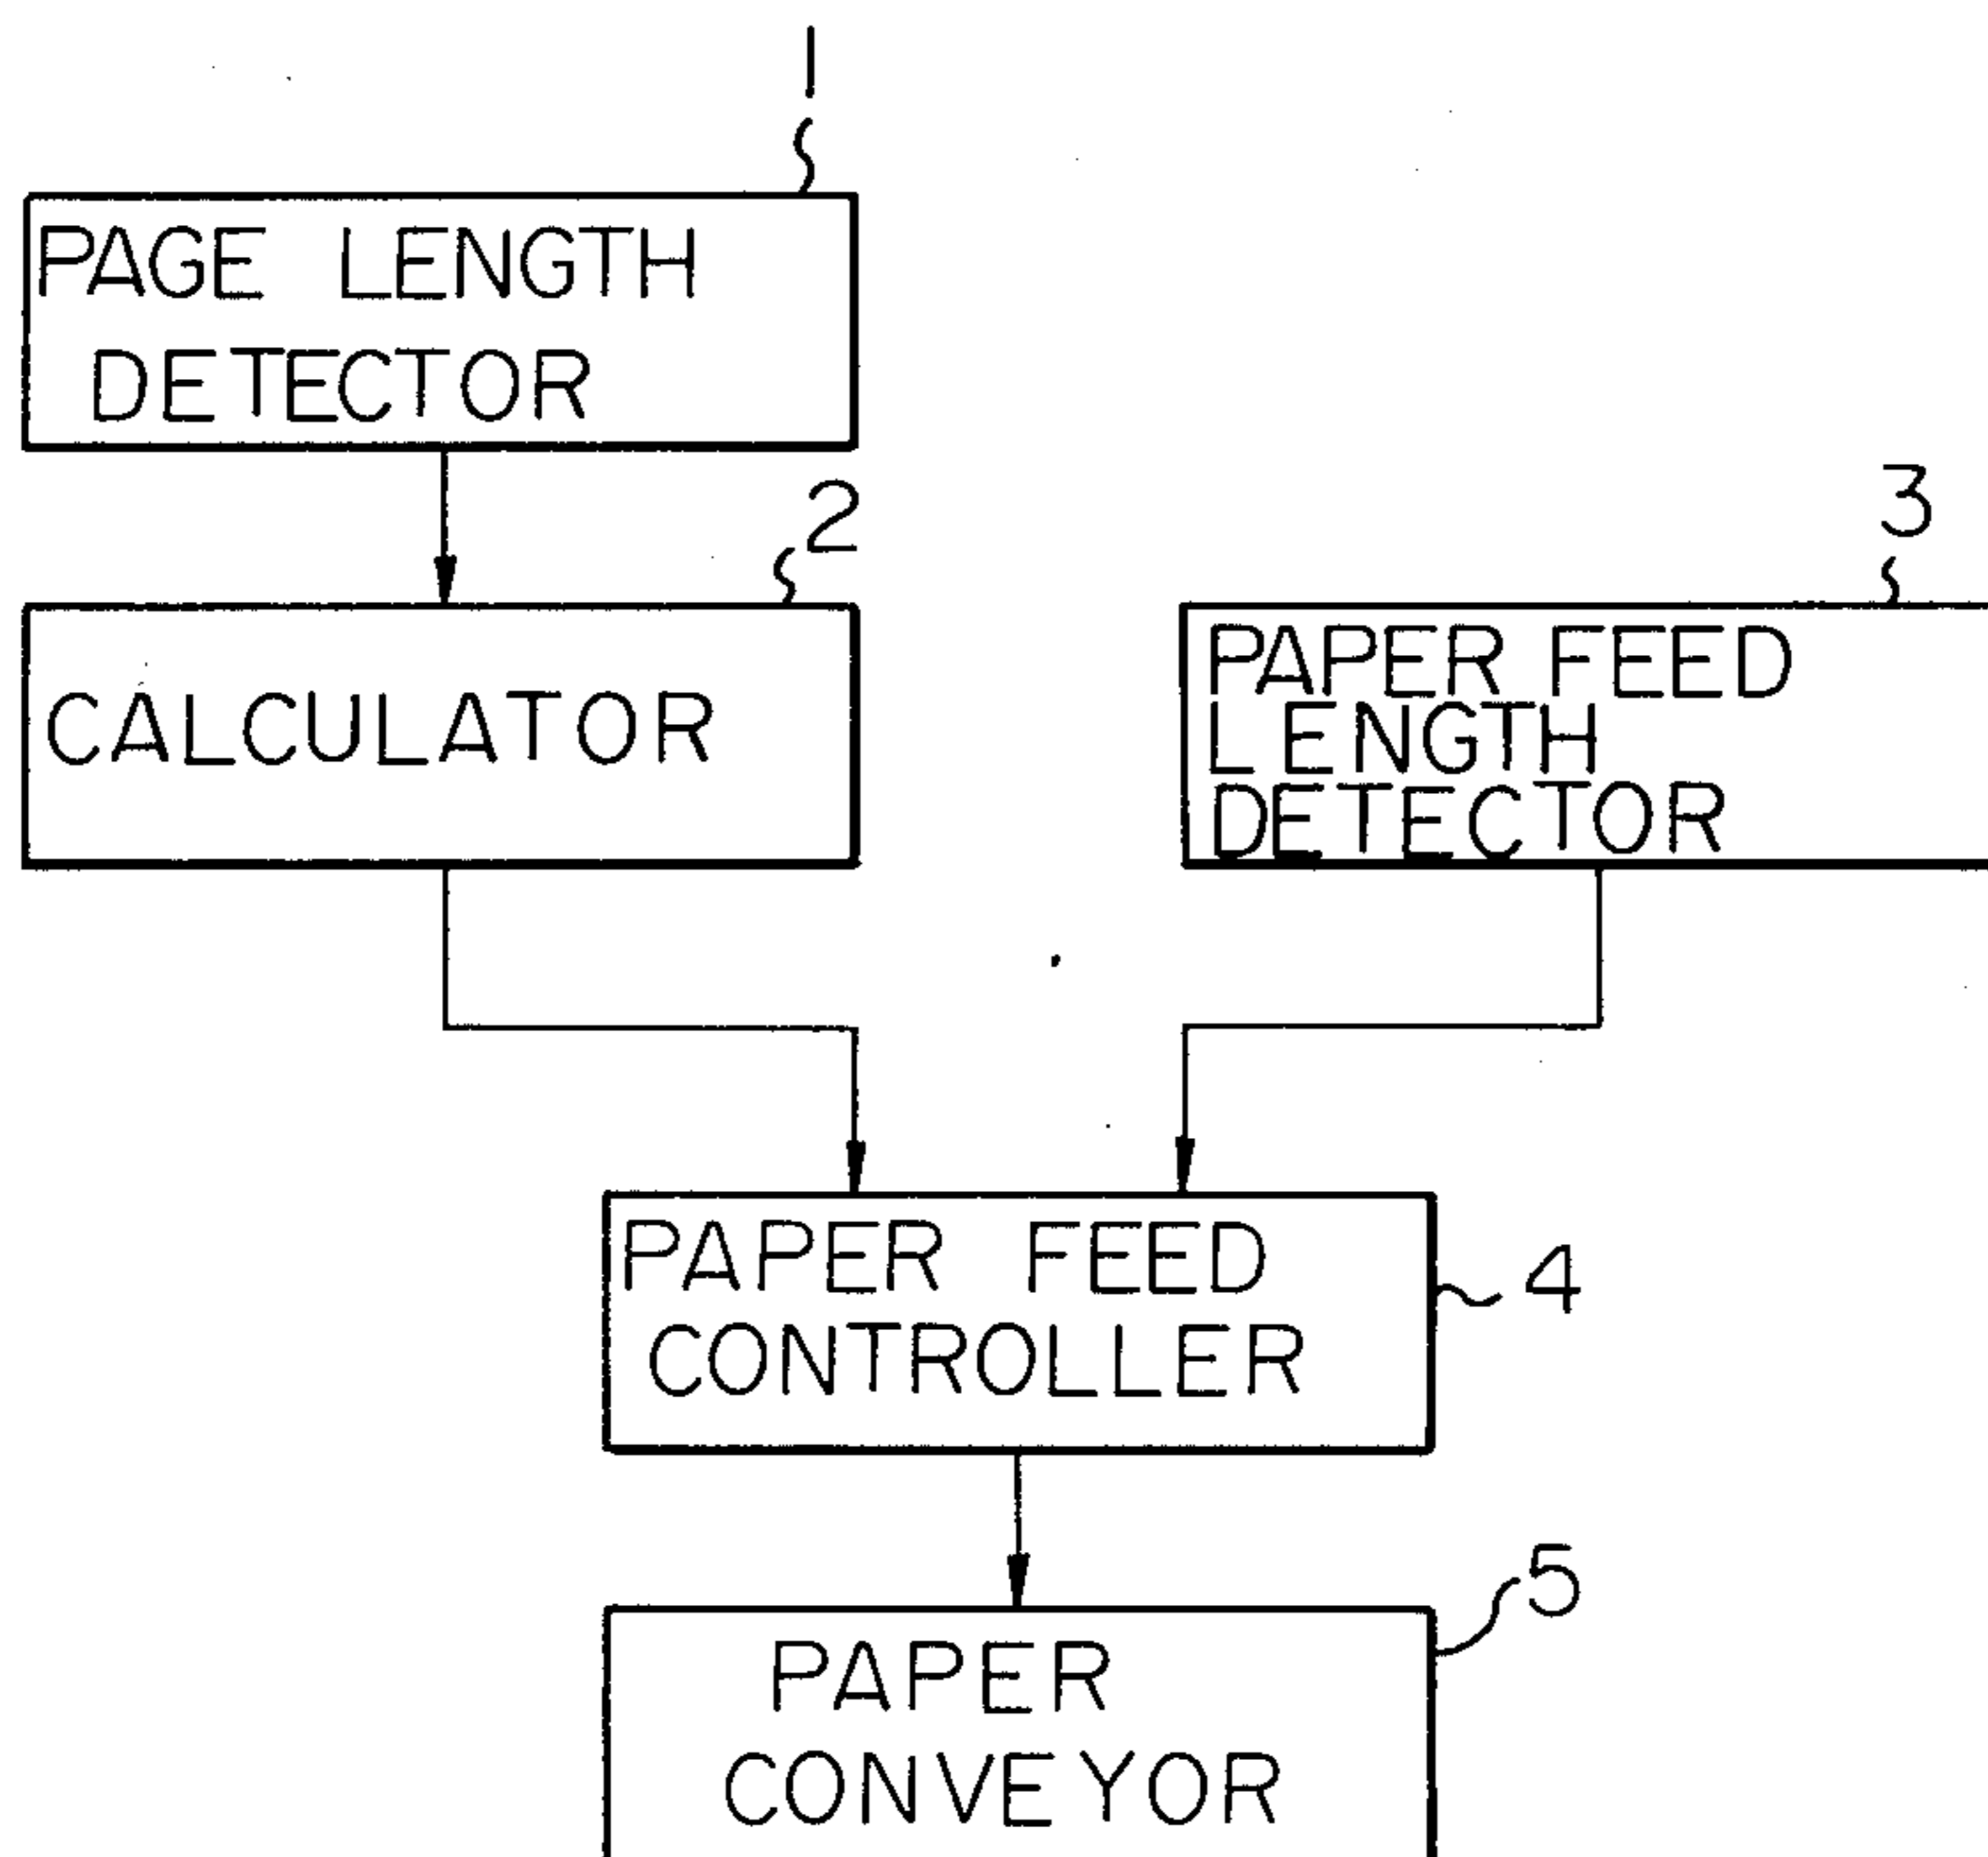 1
PAGE LENGTH
DETECTOR
2
CALCULATOR
3
PAPER FEED
LENGTH
DETECTOR
PAPER FEED
CONTROLLER
4
5
PAPER
CONVEYOR